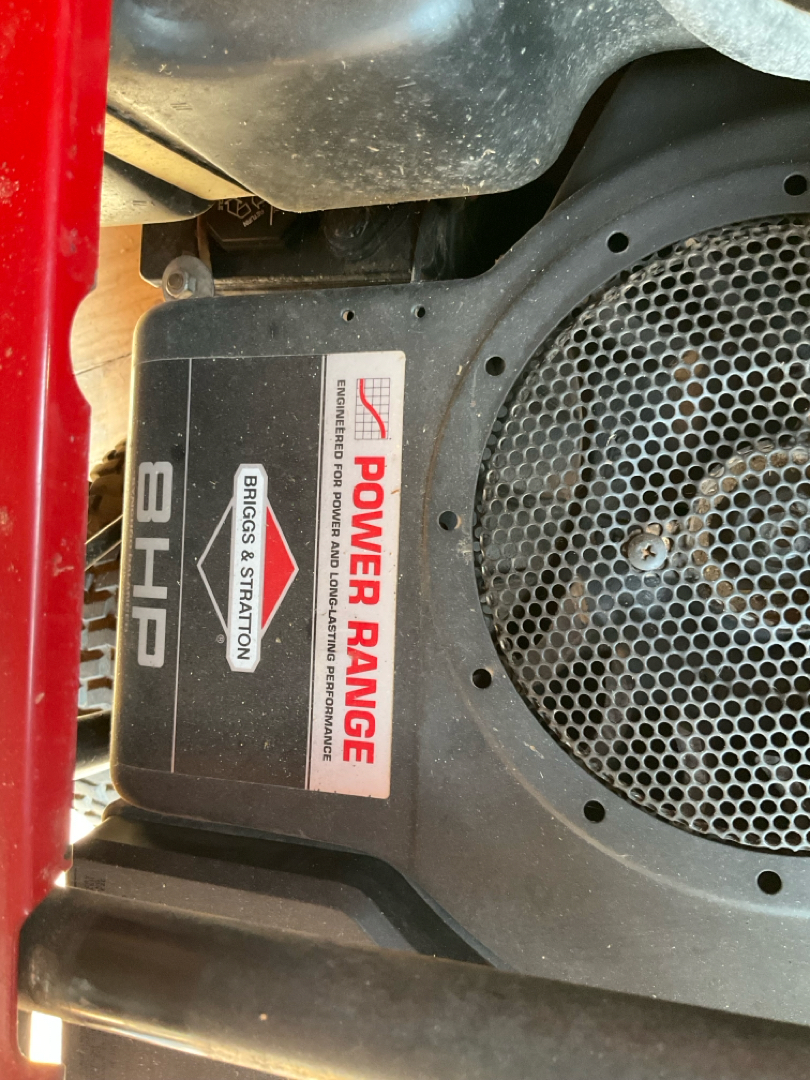 POWER RANGE
ENGINEERED FOR POWER AND LONG-LASTING PERFORMANCE
BRIGGS & STRATTON
®
8HP